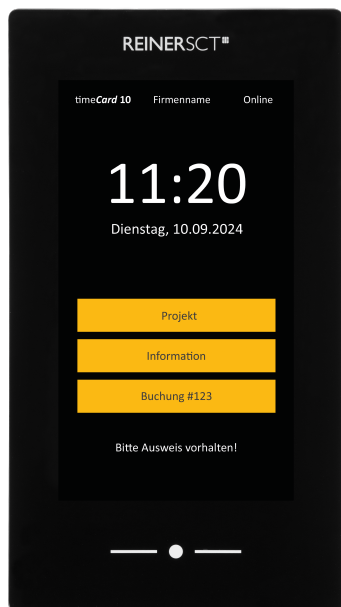 REINERSCT
timeCard 10 Firmenname Online
11:20
Dienstag, 10.09.2024
Projekt
Information
Buchung #123
Bitte Ausweis vorhalten!